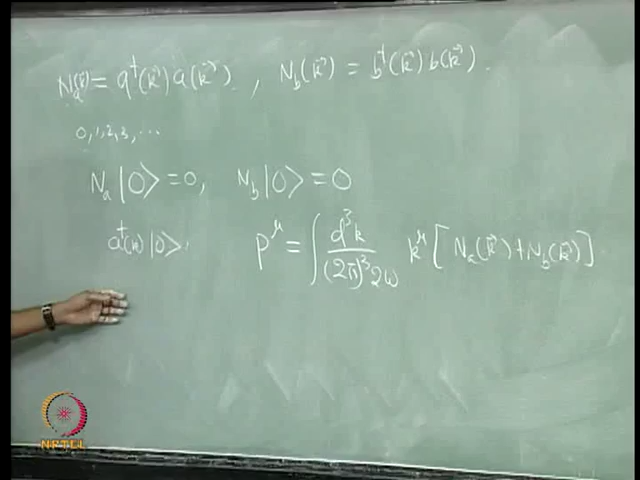 N_a(k⃗) = a†(k⃗) a(k⃗) , N_b(k⃗) = b†(k⃗) b(k⃗) .
0, 1, 2, 3, ...
N_a |0> = 0 , N_b |0> = 0
a†(k) |0> , P^μ = ∫ d³k / (2π)³ 2ω k^μ [ N_a(k⃗) + N_b(k⃗) ]
NPTEL